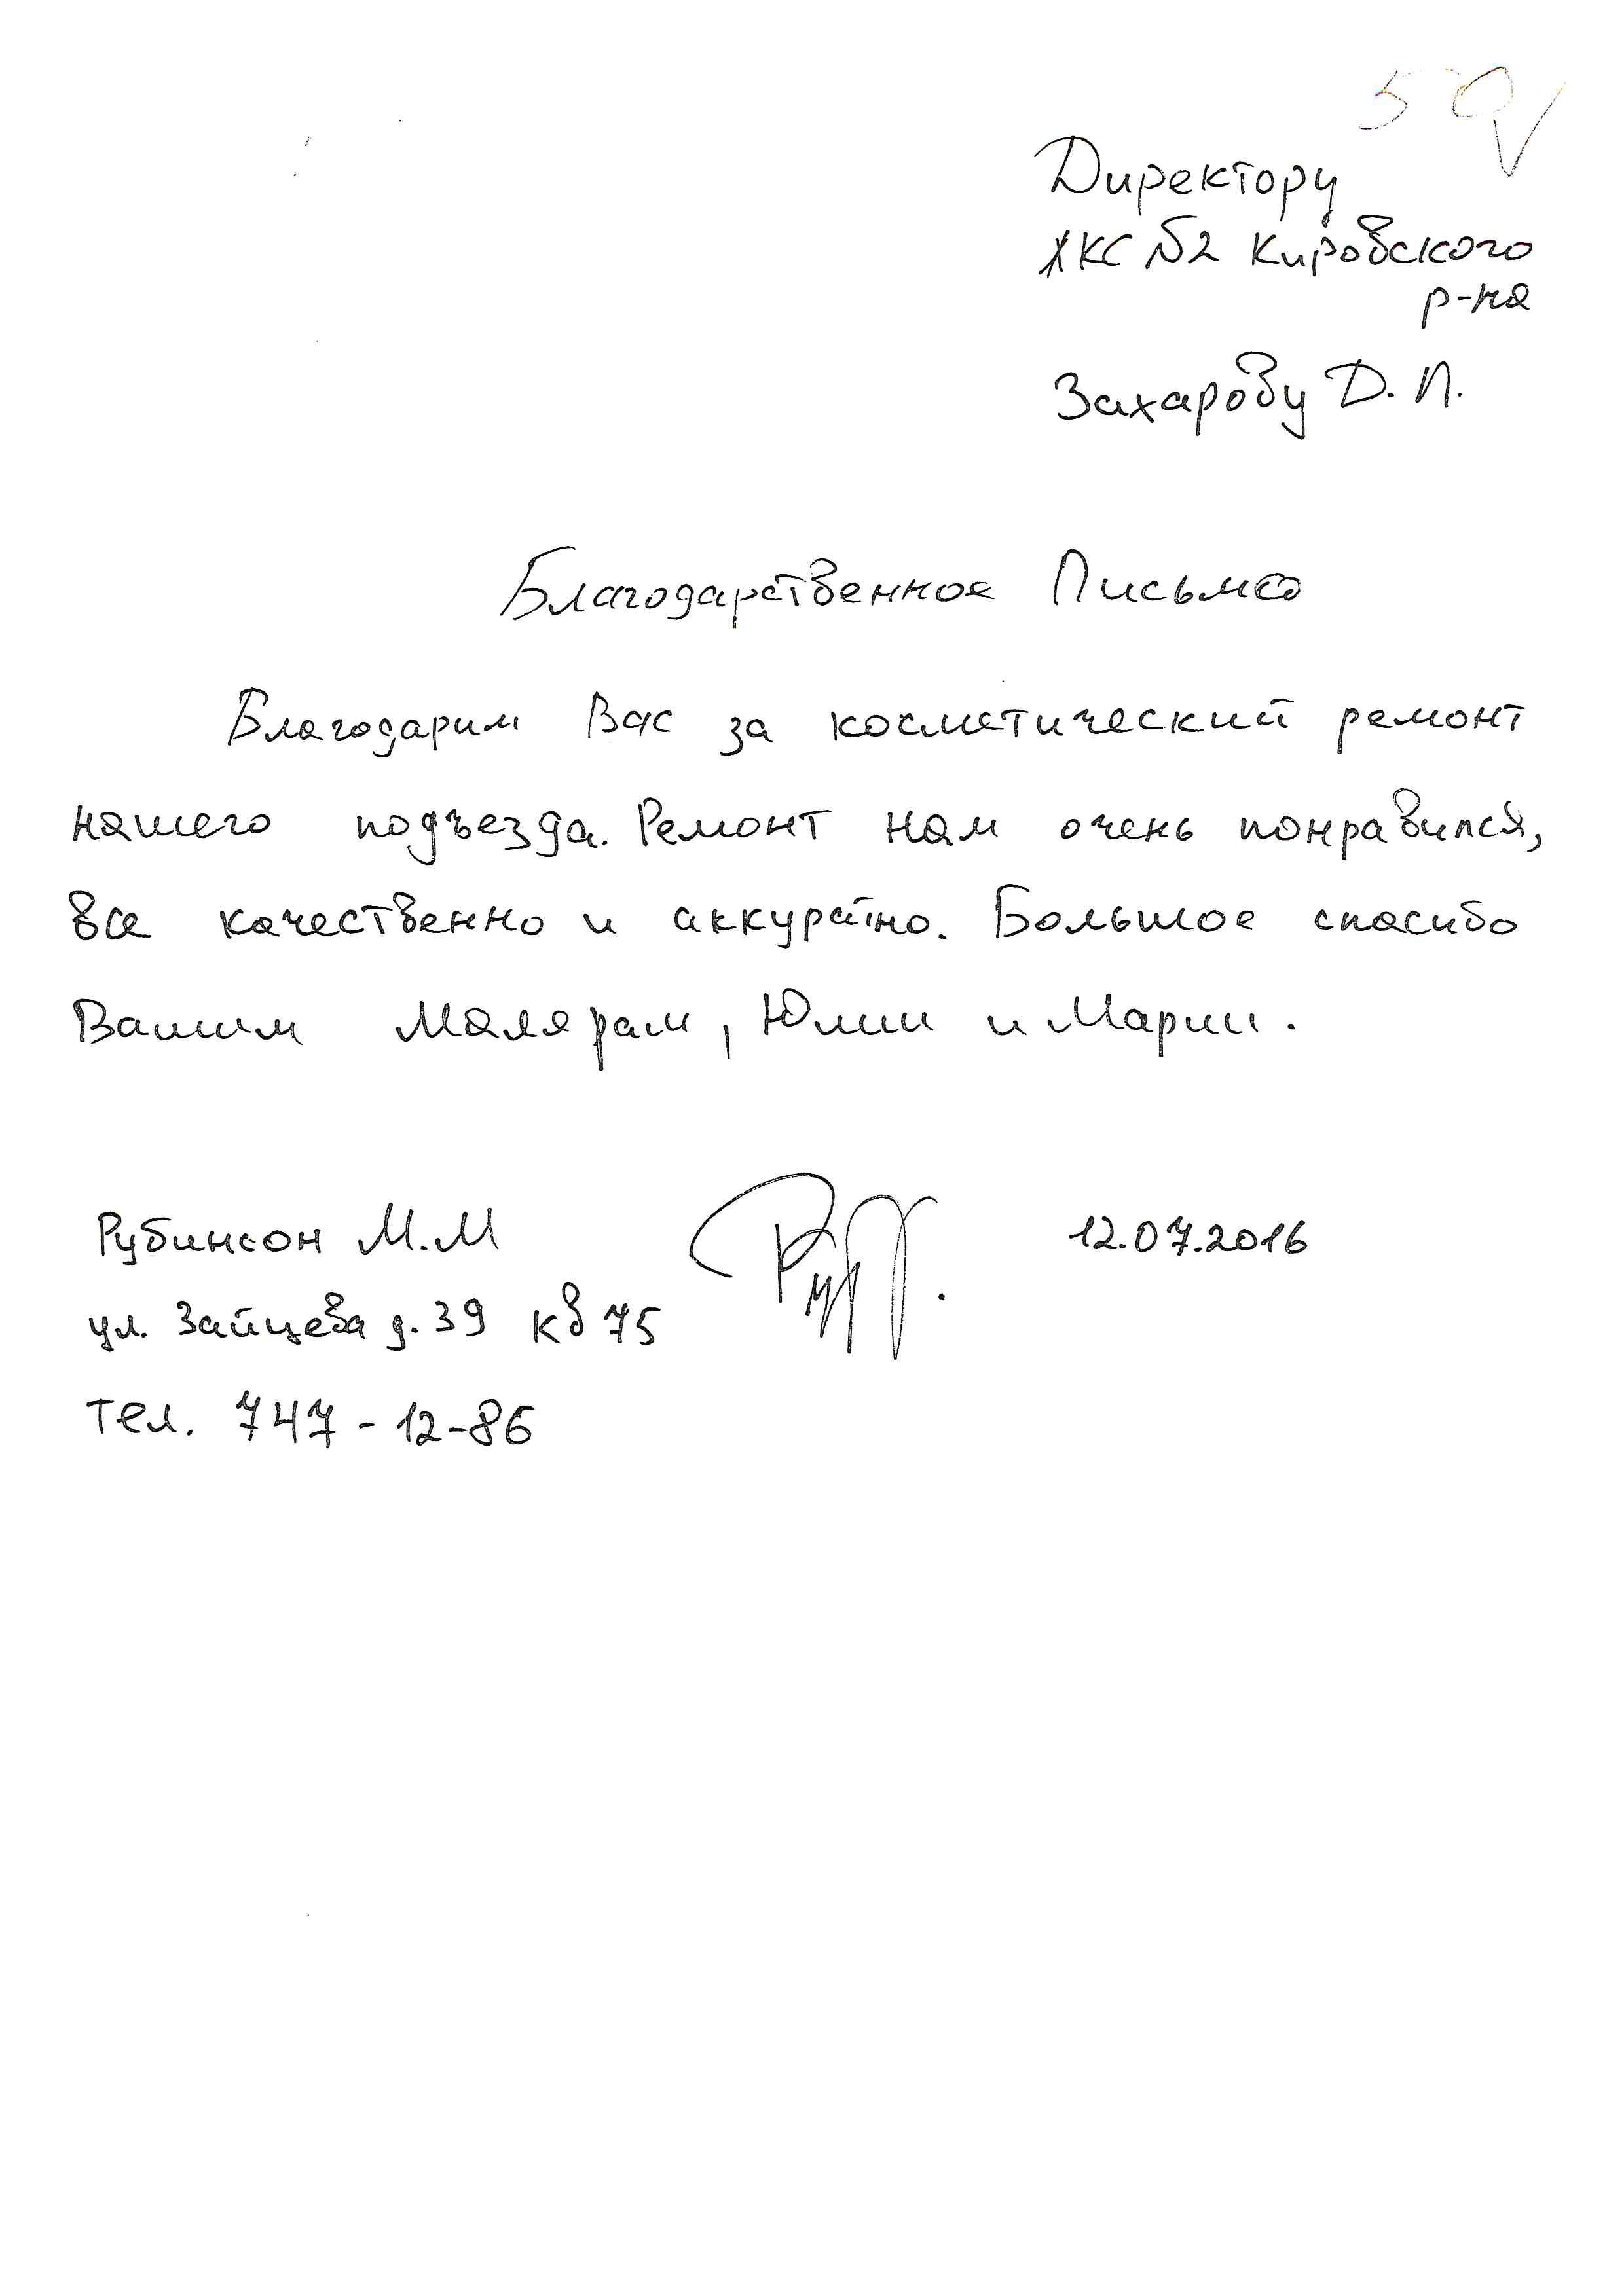 50
Директору
ЖКС №2 Кировского
р-на
Захарову Д. П.
Благодарственное Письмо
Благодарим Вас за косметический ремонт
нашего подъезда. Ремонт нам очень понравился,
все качественно и аккуратно. Большое спасибо
Вашим Малярам, Юлии и Марии.
Рубинсон М.М 12.07.2016
ул. Зайцева д. 39 кв 75
тел. 747-12-86